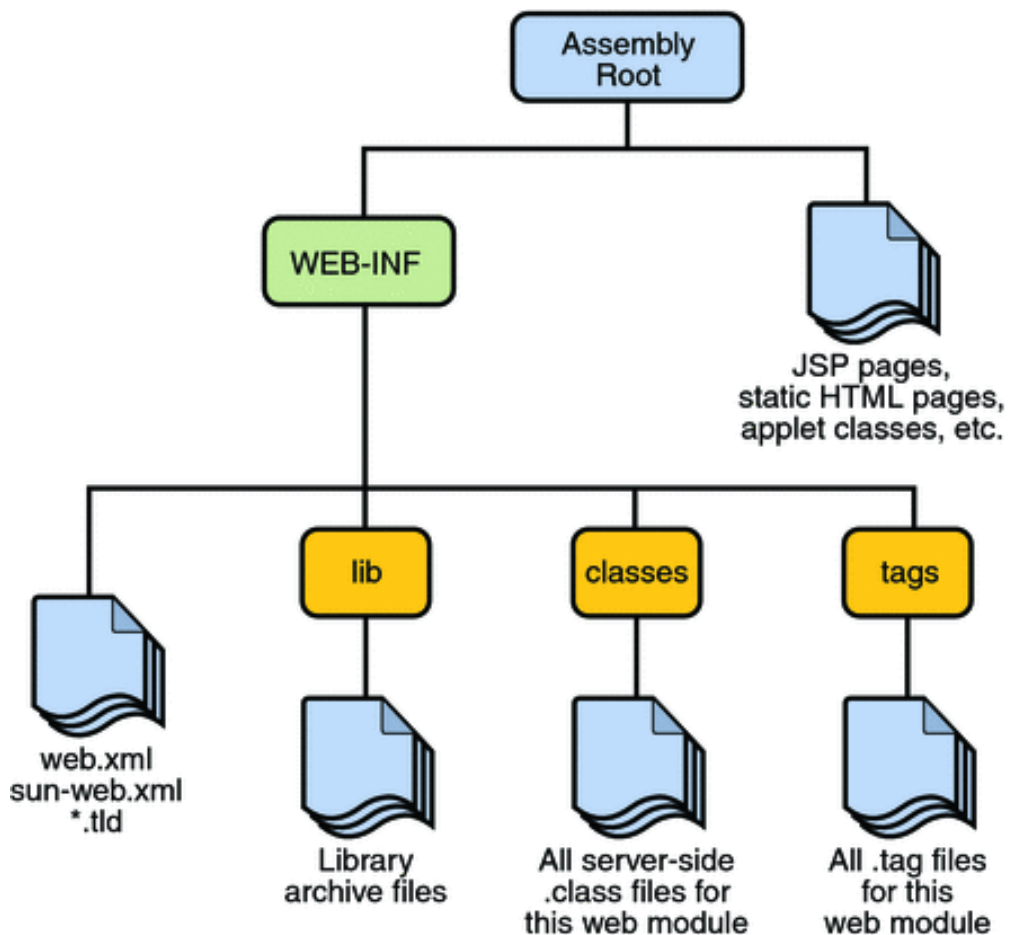 Assembly
Root
WEB-INF
JSP pages,
static HTML pages,
applet classes, etc.
lib
classes
tags
web.xml
sun-web.xml
*.tld
Library
archive files
All server-side
.class files for
this web module
All .tag files
for this
web module